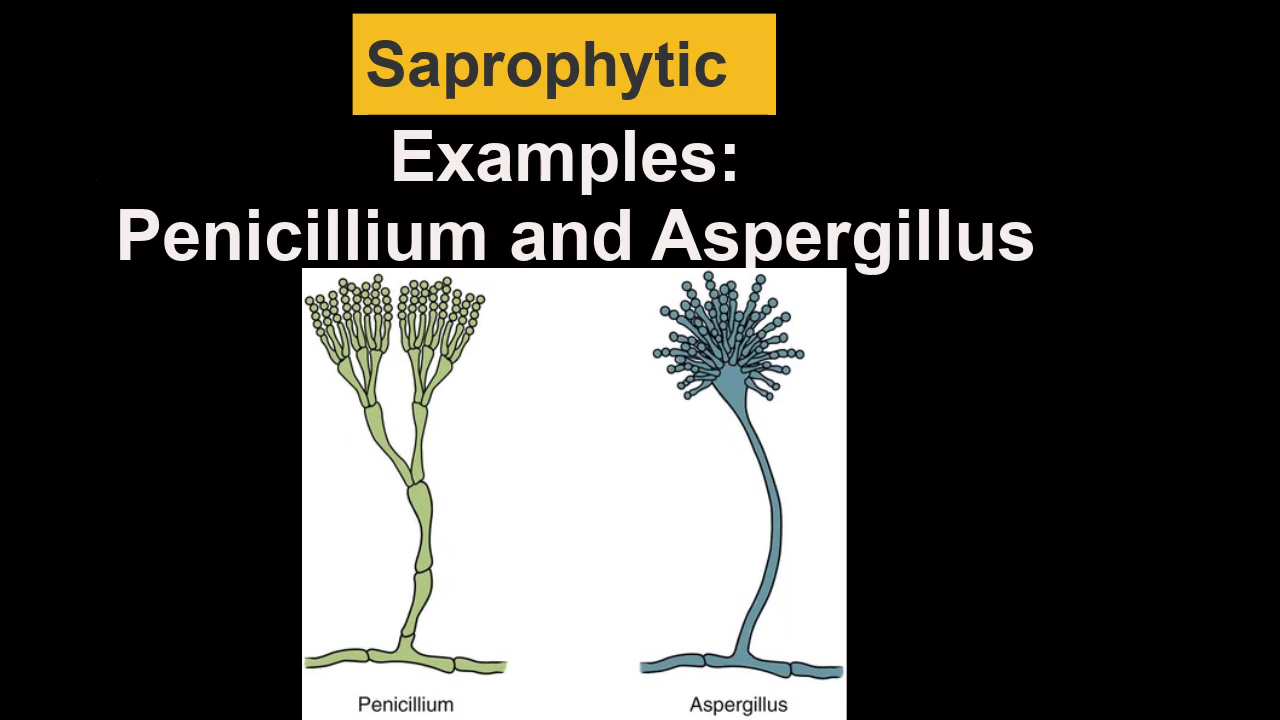 Saprophytic
Examples:
Penicillium and Aspergillus
Penicillium
Aspergillus